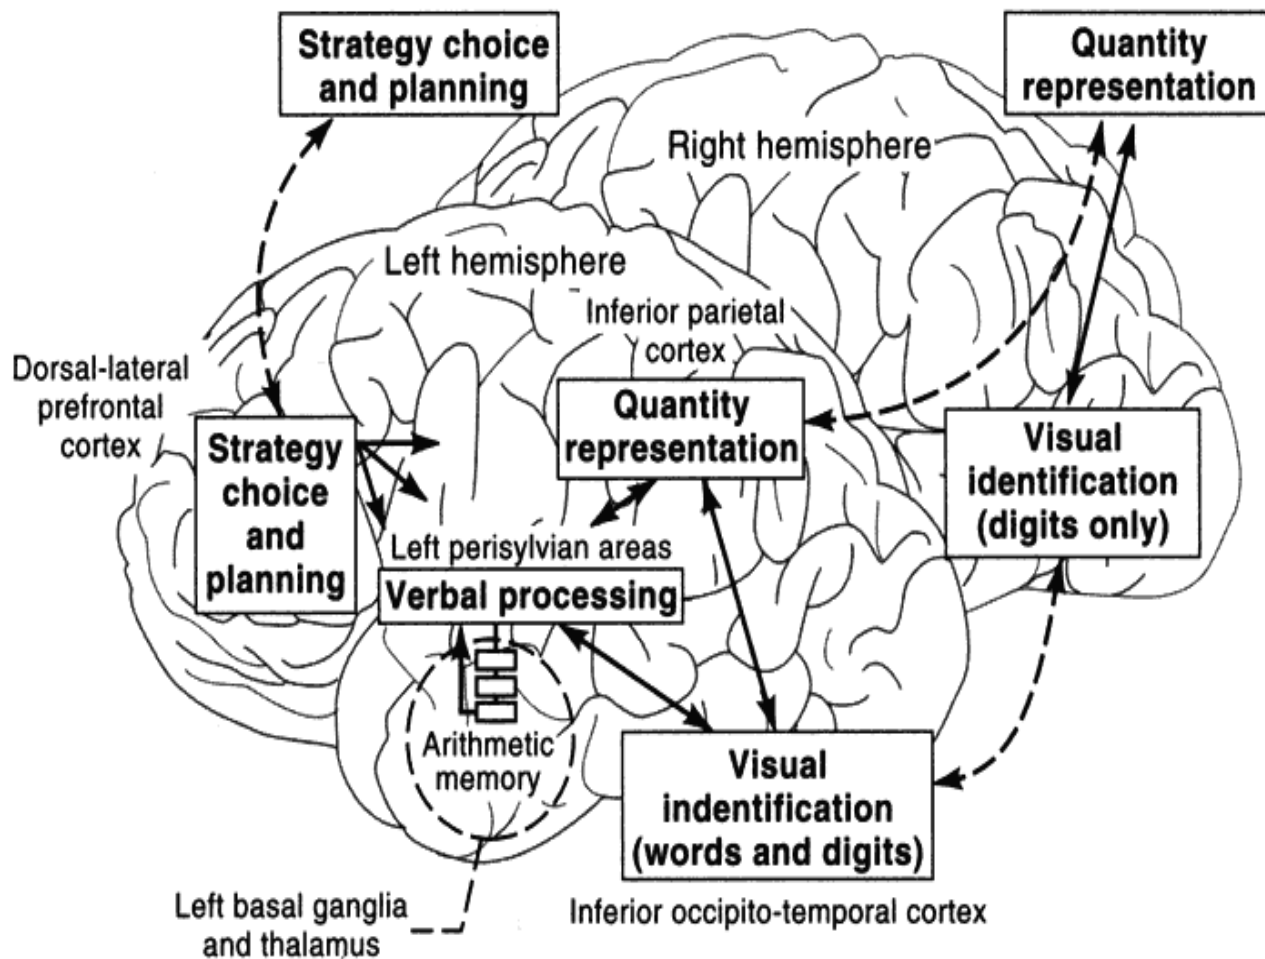 Strategy choice
and planning
Quantity
representation
Right hemisphere
Left hemisphere
Inferior parietal
cortex
Dorsal-lateral
prefrontal
cortex
Quantity
representation
Strategy
choice
and
planning
Visual
identification
(digits only)
Left perisylvian areas
Verbal processing
Arithmetic
memory
Visual
indentification
(words and digits)
Left basal ganglia
and thalamus
Inferior occipito-temporal cortex